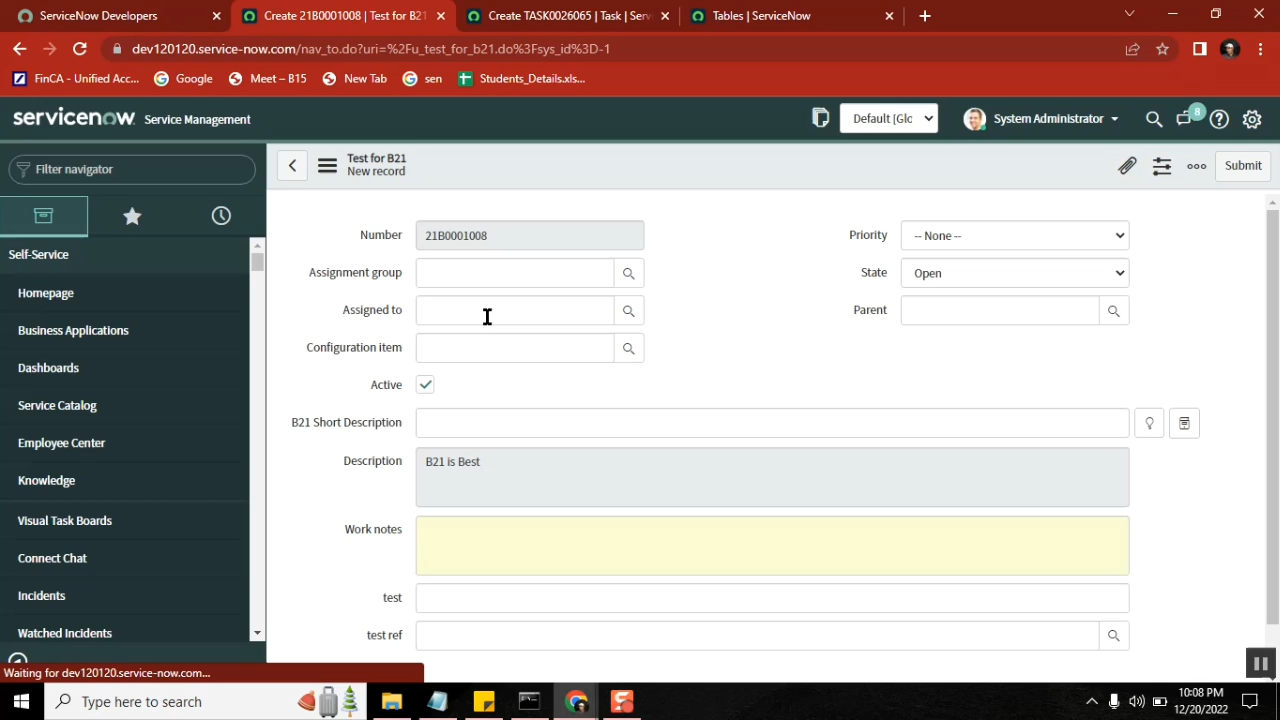 ServiceNow Developers
Create 21B0001008 | Test for B21
Create TASK0026065 | Task | Serv
Tables | ServiceNow
dev120120.service-now.com/nav_to.do?uri=%2Fu_test_for_b21.do%3Fsys_id%3D-1
FinCA - Unified Acc...
Google
Meet – B15
New Tab
sen
Students_Details.xls...
servicenow
Service Management
Default [Glo
System Administrator
8
Filter navigator
Test for B21
New record
Submit
Self-Service
Homepage
Business Applications
Dashboards
Service Catalog
Employee Center
Knowledge
Visual Task Boards
Connect Chat
Incidents
Watched Incidents
Number
21B0001008
Priority
-- None --
Assignment group
State
Open
Assigned to
Parent
Configuration item
Active
B21 Short Description
Description
B21 is Best
Work notes
test
test ref
Waiting for dev120120.service-now.com...
Type here to search
10:08 PM
12/20/2022